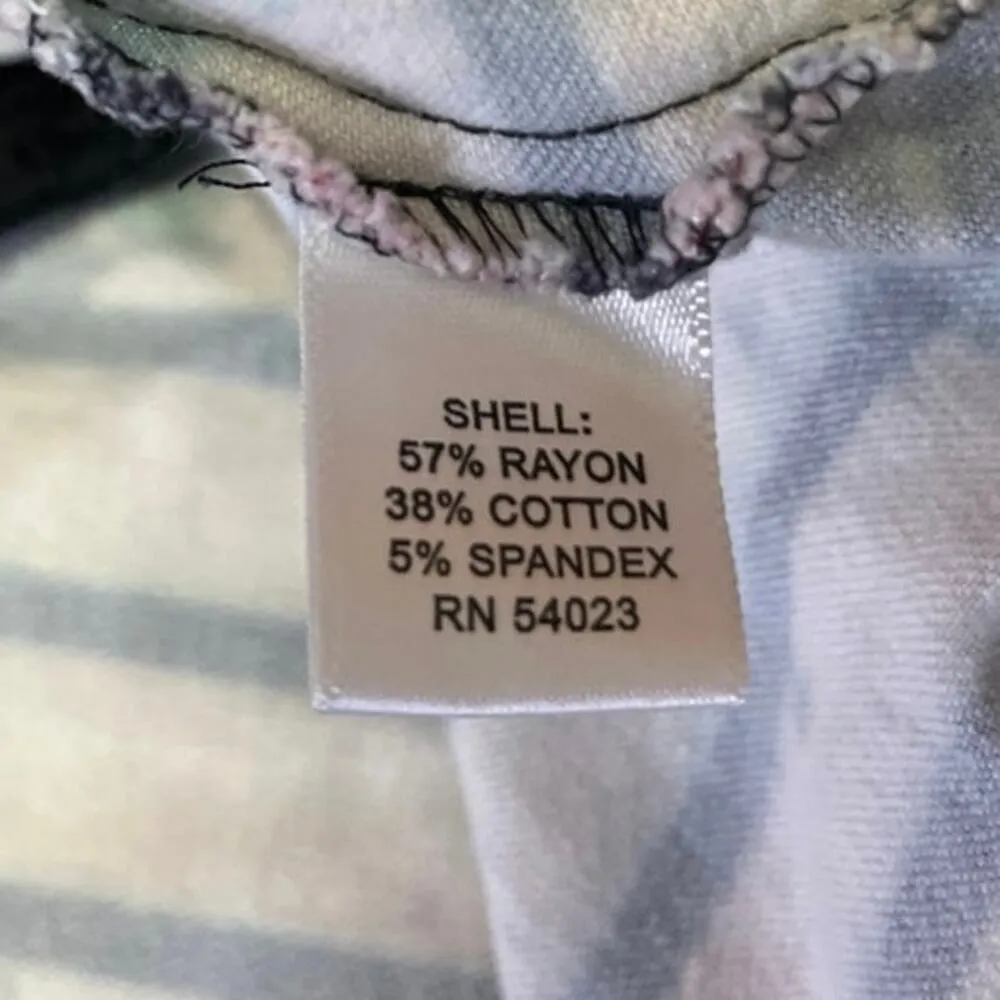 SHELL:
57% RAYON
38% COTTON
5% SPANDEX
RN 54023